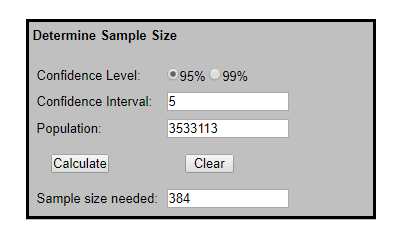 Determine Sample Size
Confidence Level: 95% 99%
Confidence Interval: 5
Population: 3533113
Calculate Clear
Sample size needed: 384